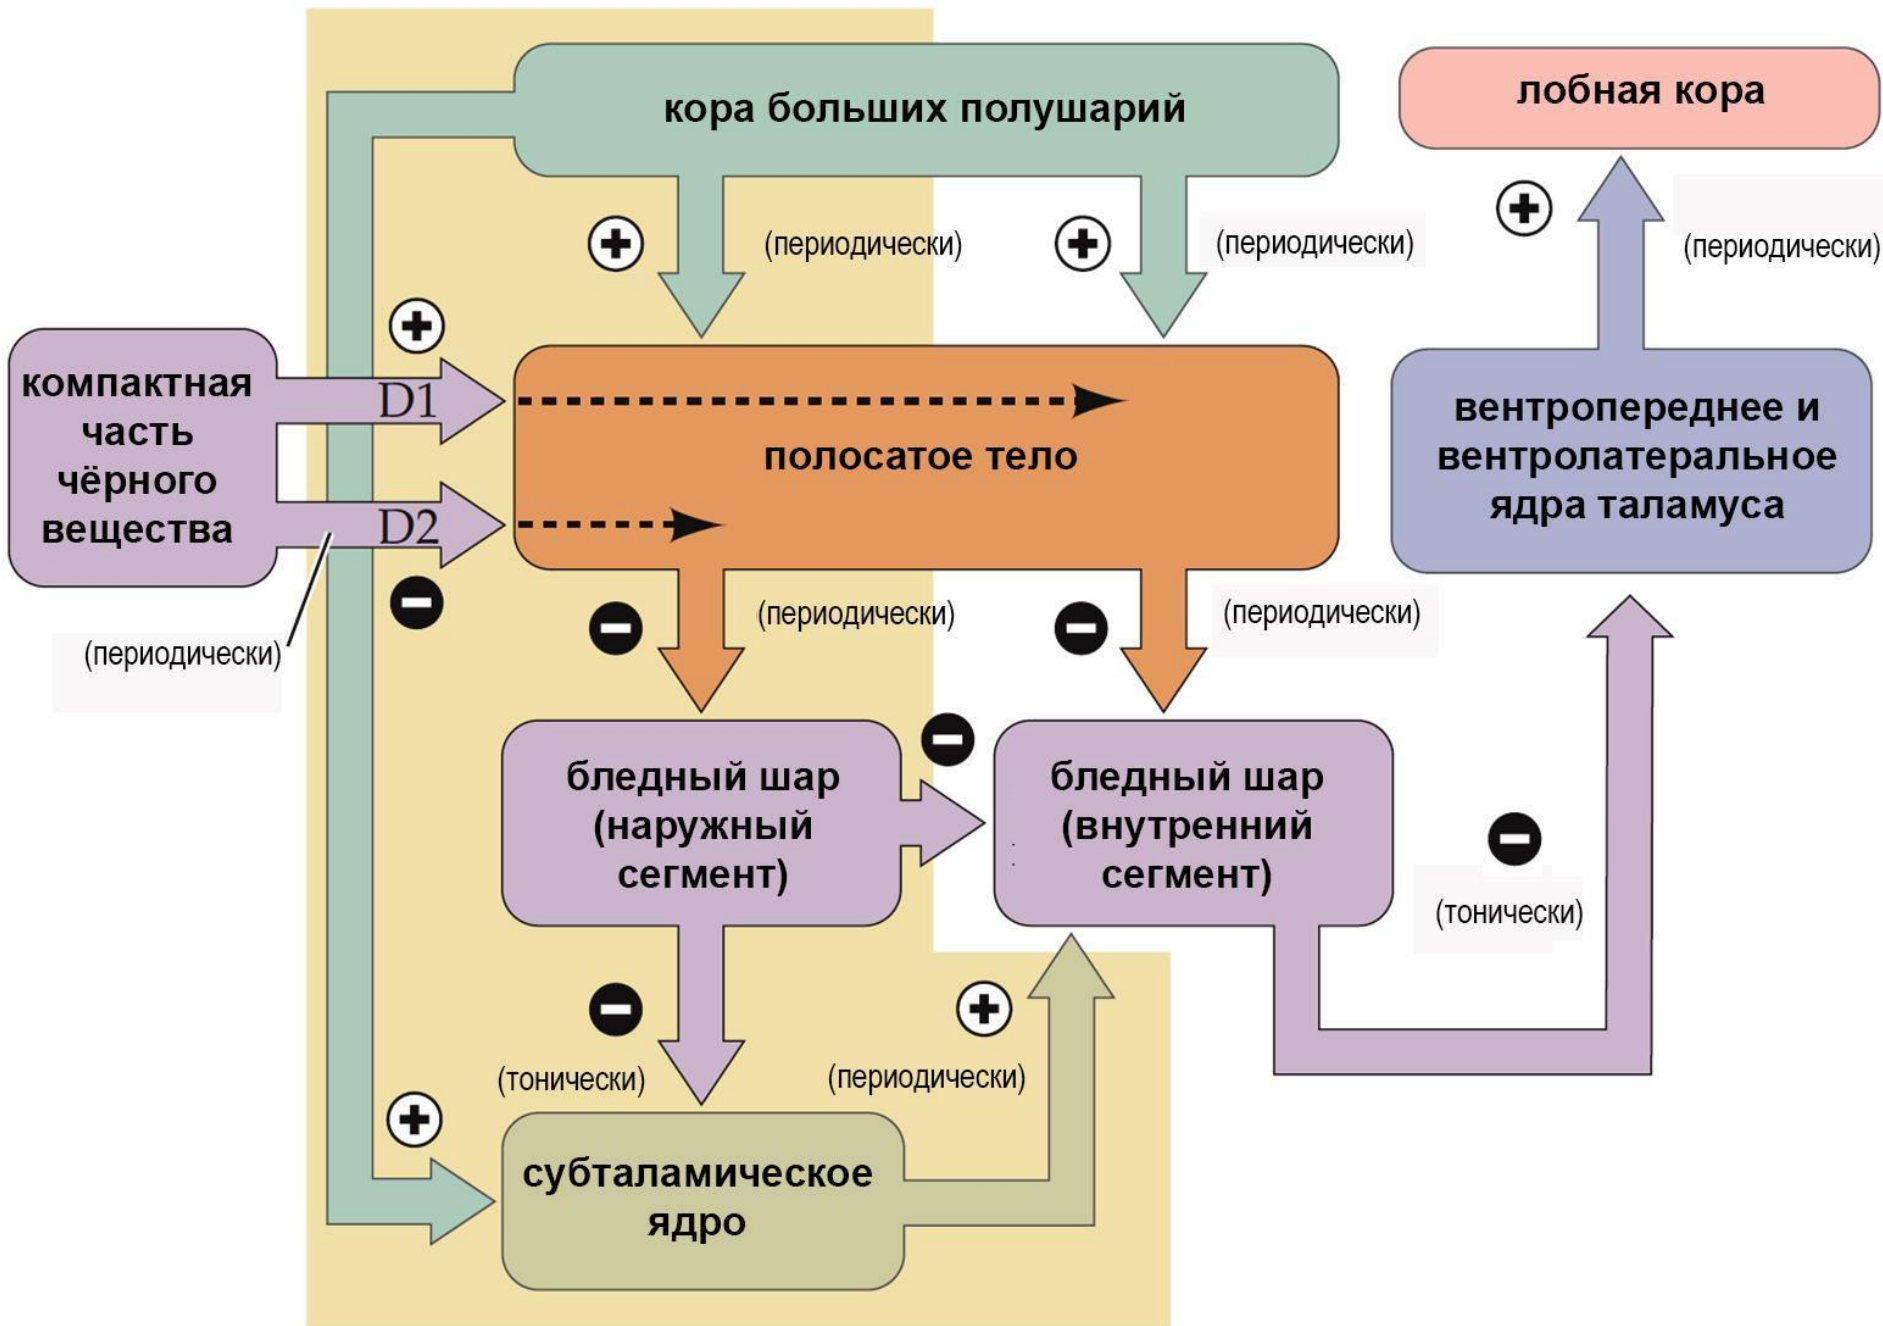 кора больших полушарий
лобная кора
(периодически)
(периодически)
(периодически)
компактная
часть
чёрного
вещества
D1
D2
(периодически)
полосатое тело
вентропереднее и
вентролатеральное
ядра таламуса
(периодически)
(периодически)
бледный шар
(наружный
сегмент)
бледный шар
(внутренний
сегмент)
(тонически)
(тонически)
(периодически)
субталамическое
ядро